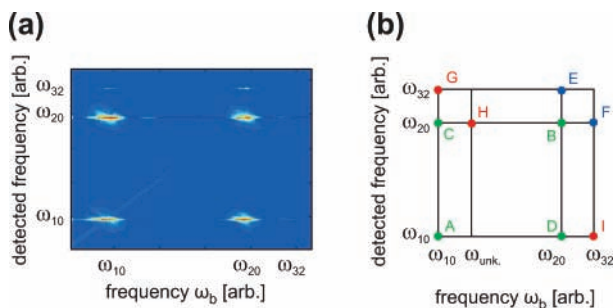 (a)
detected frequency [arb.]
ω32
ω20
ω10
ω10 ω20 ω32
frequency ωb [arb.]
(b)
detected frequency [arb.]
ω32
ω20
ω10
G E
H F
C B
A D I
ω10 ωunk. ω20 ω32
frequency ωb [arb.]